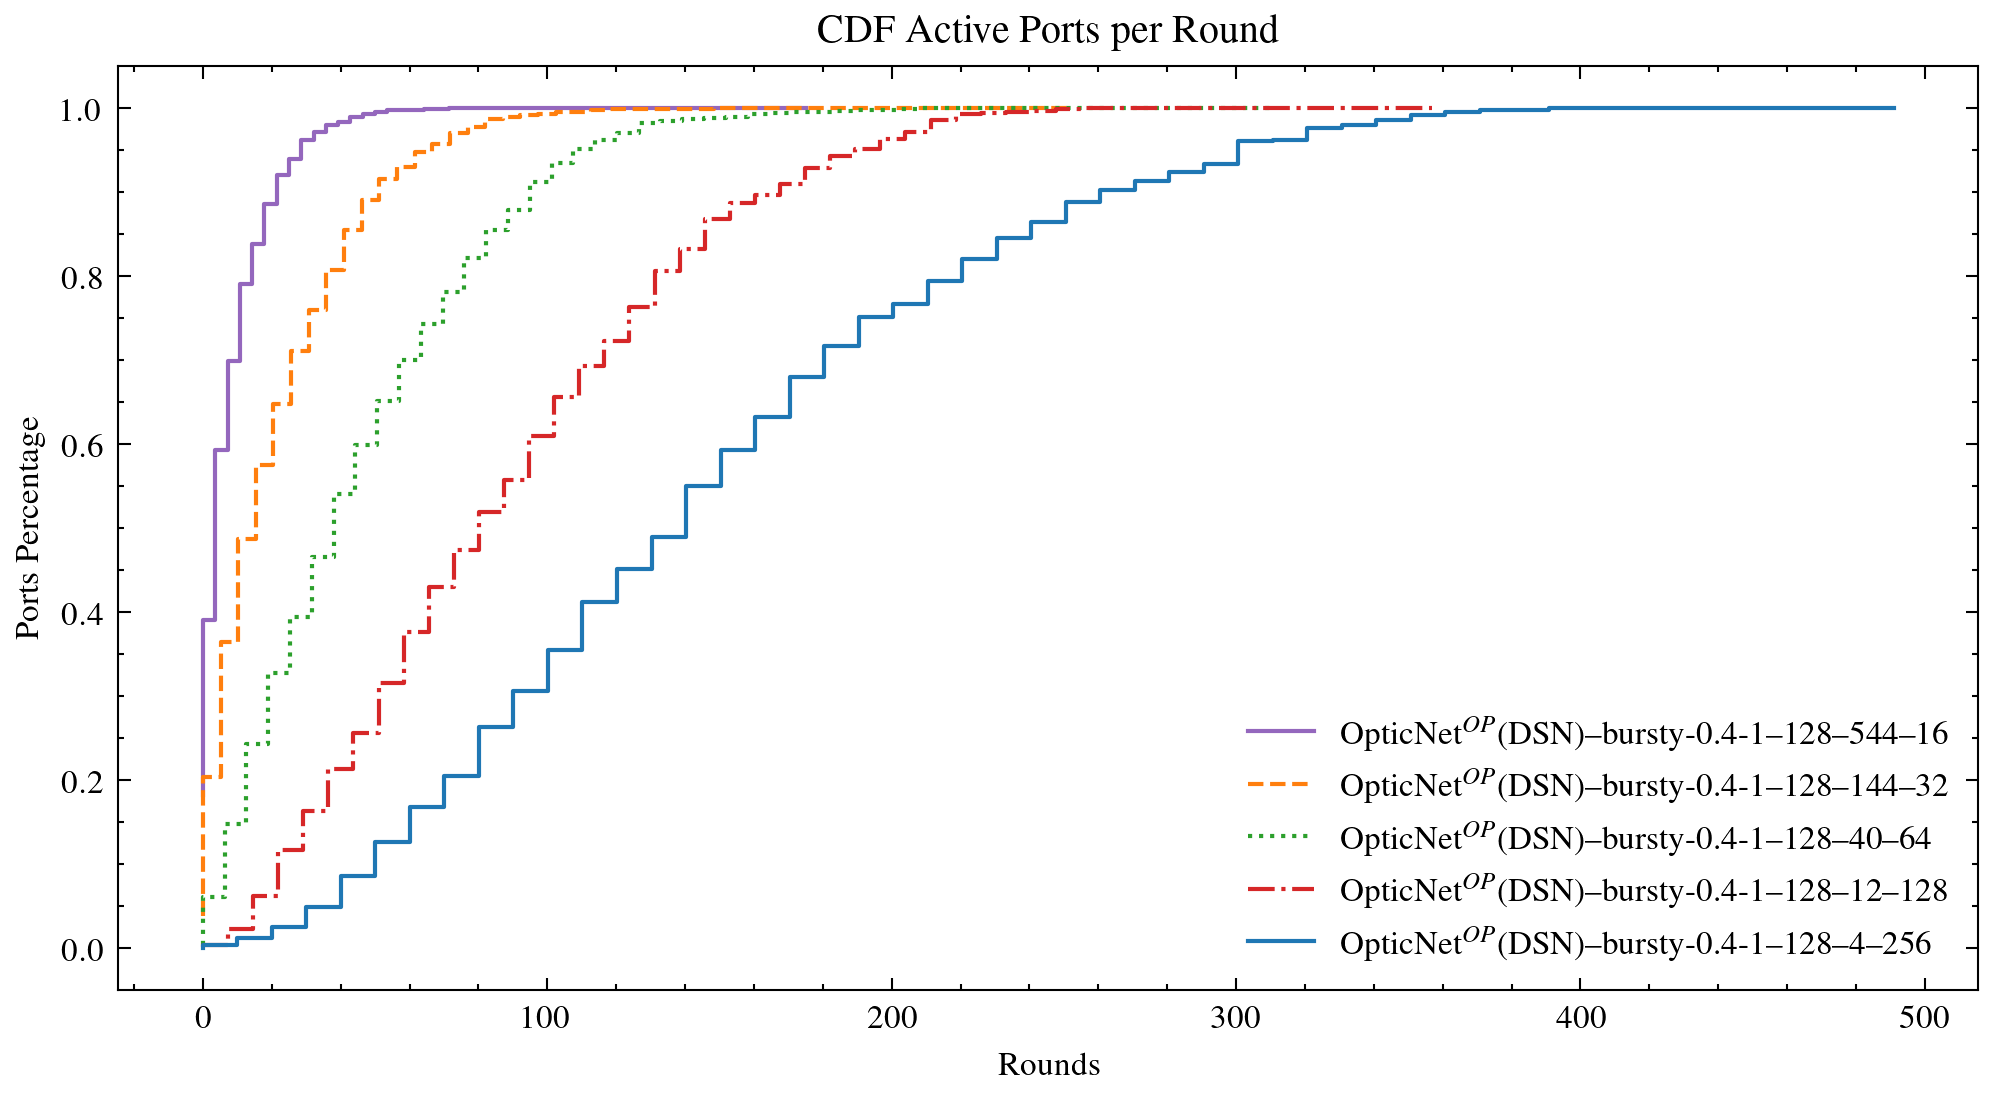 CDF Active Ports per Round
Ports Percentage
1.0
0.8
0.6
0.4
0.2
0.0
OpticNet^OP(DSN)–bursty-0.4-1–128–544–16
OpticNet^OP(DSN)–bursty-0.4-1–128–144–32
OpticNet^OP(DSN)–bursty-0.4-1–128–40–64
OpticNet^OP(DSN)–bursty-0.4-1–128–12–128
OpticNet^OP(DSN)–bursty-0.4-1–128–4–256
0 100 200 300 400 500
Rounds